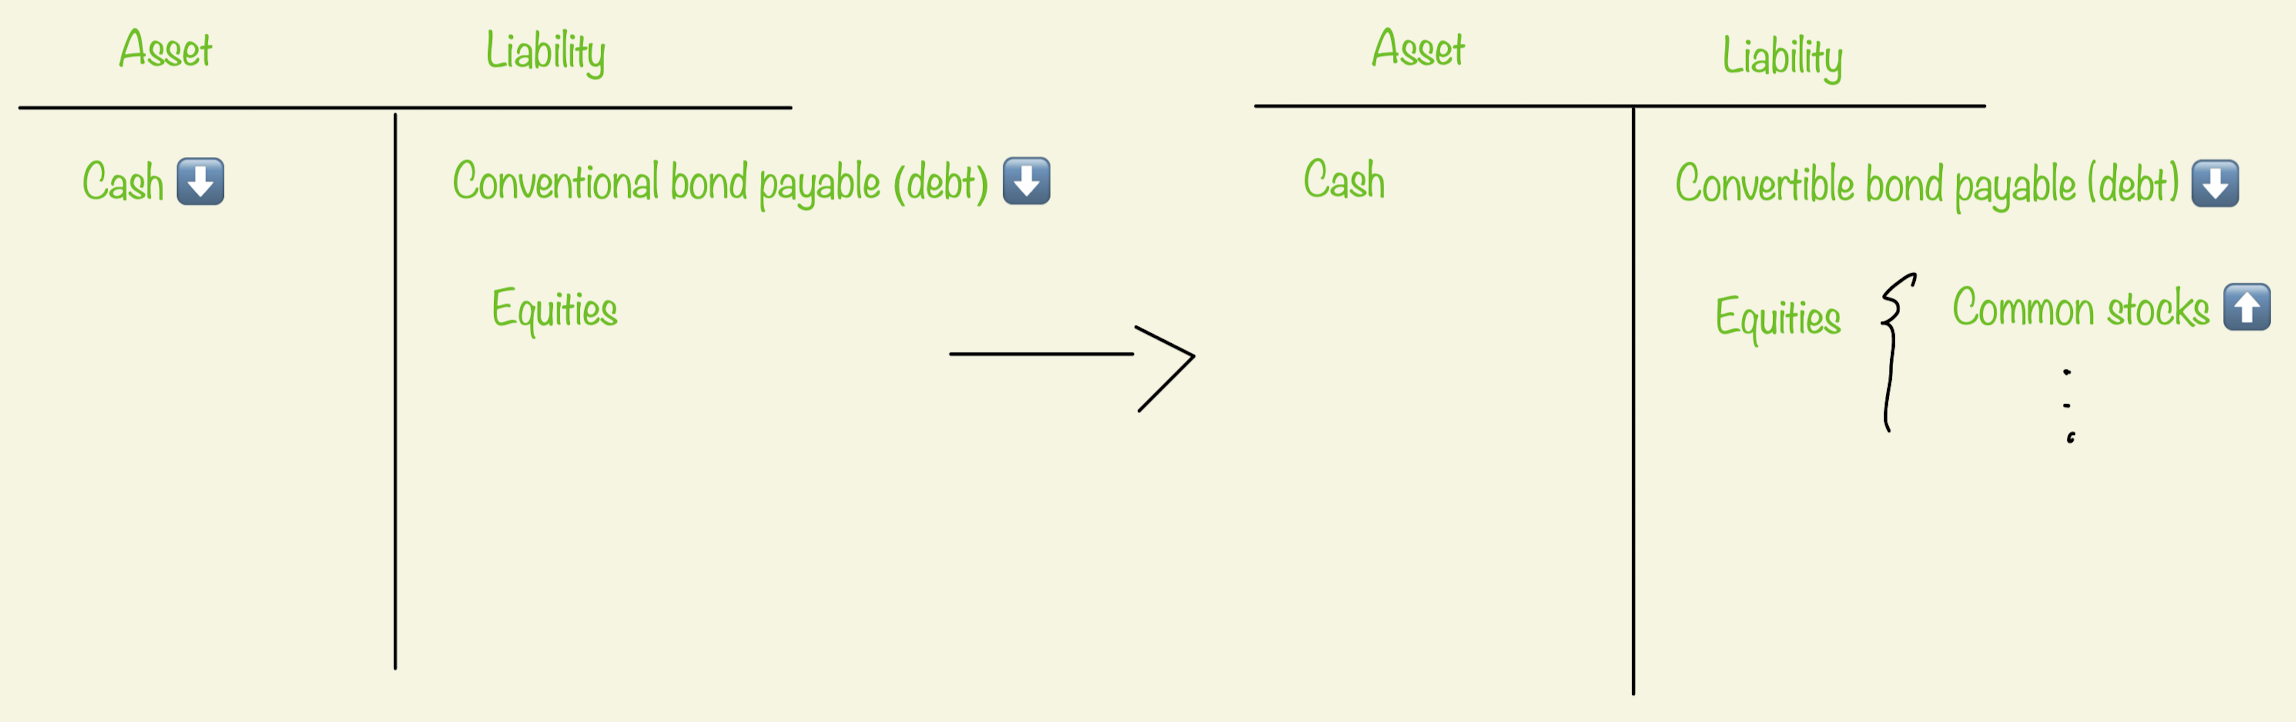 Asset Liability
Cash ⬇️ Conventional bond payable (debt) ⬇️
Equities
Asset Liability
Cash Convertible bond payable (debt) ⬇️
Equities { Common stocks ⬆️